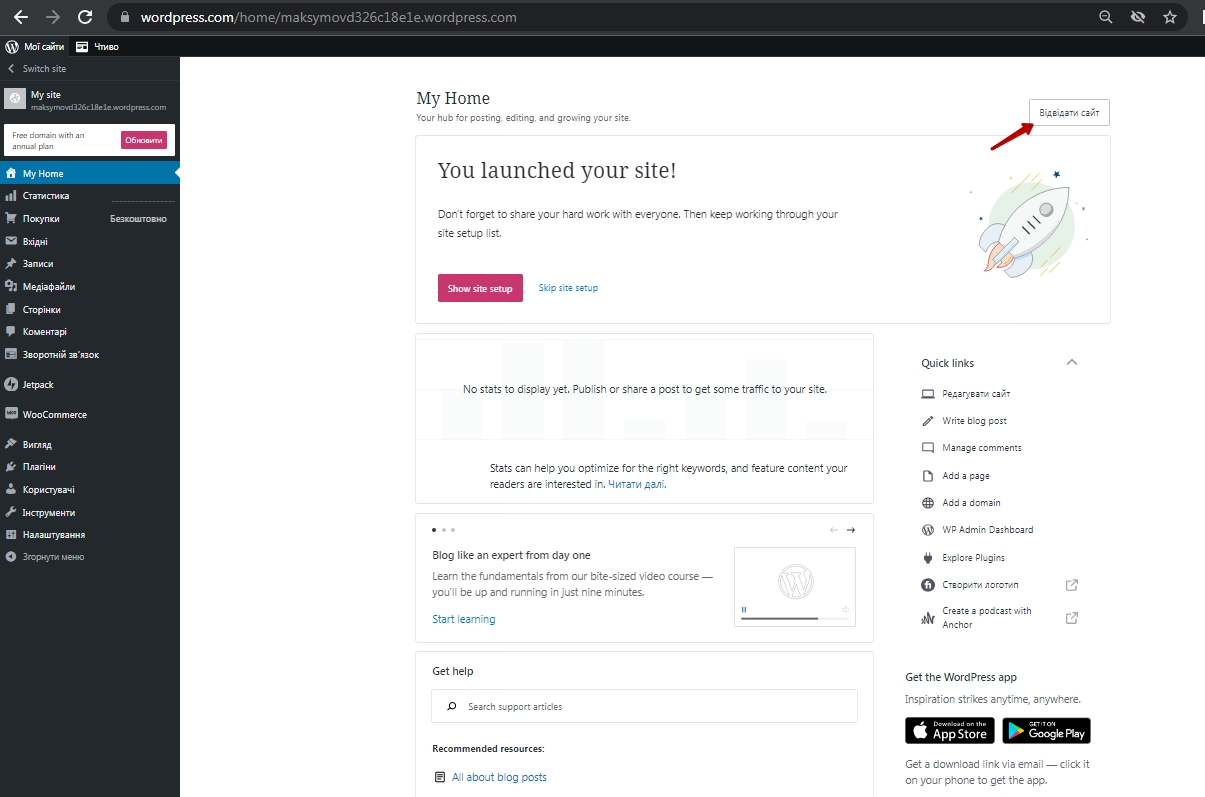 wordpress.com/home/maksymovd326c18e1e.wordpress.com
Мої сайти
Чтиво
Switch site
My site
maksymovd326c18e1e.wordpress.com
Free domain with an
annual plan
Обновити
My Home
Статистика
Покупки
Безкоштовно
Вхідні
Записи
Медіафайли
Сторінки
Коментарі
Зворотній зв'язок
Jetpack
WooCommerce
Вигляд
Плагіни
Користувачі
Інструменти
Налаштування
Згорнути меню
My Home
Your hub for posting, editing, and growing your site.
Відвідати сайт
You launched your site!
Don't forget to share your hard work with everyone. Then keep working through your
site setup list.
Show site setup
Skip site setup
No stats to display yet. Publish or share a post to get some traffic to your site.
Stats can help you optimize for the right keywords, and feature content your
readers are interested in. Читати далі.
Blog like an expert from day one
Learn the fundamentals from our bite-sized video course —
you'll be up and running in just nine minutes.
Start learning
Get help
Search support articles
Recommended resources:
All about blog posts
Quick links
Редагувати сайт
Write blog post
Manage comments
Add a page
Add a domain
WP Admin Dashboard
Explore Plugins
Створити логотип
Create a podcast with
Anchor
Get the WordPress app
Inspiration strikes anytime, anywhere.
Download on the
App Store
GET IT ON
Google Play
Get a download link via email — click it
on your phone to get the app.